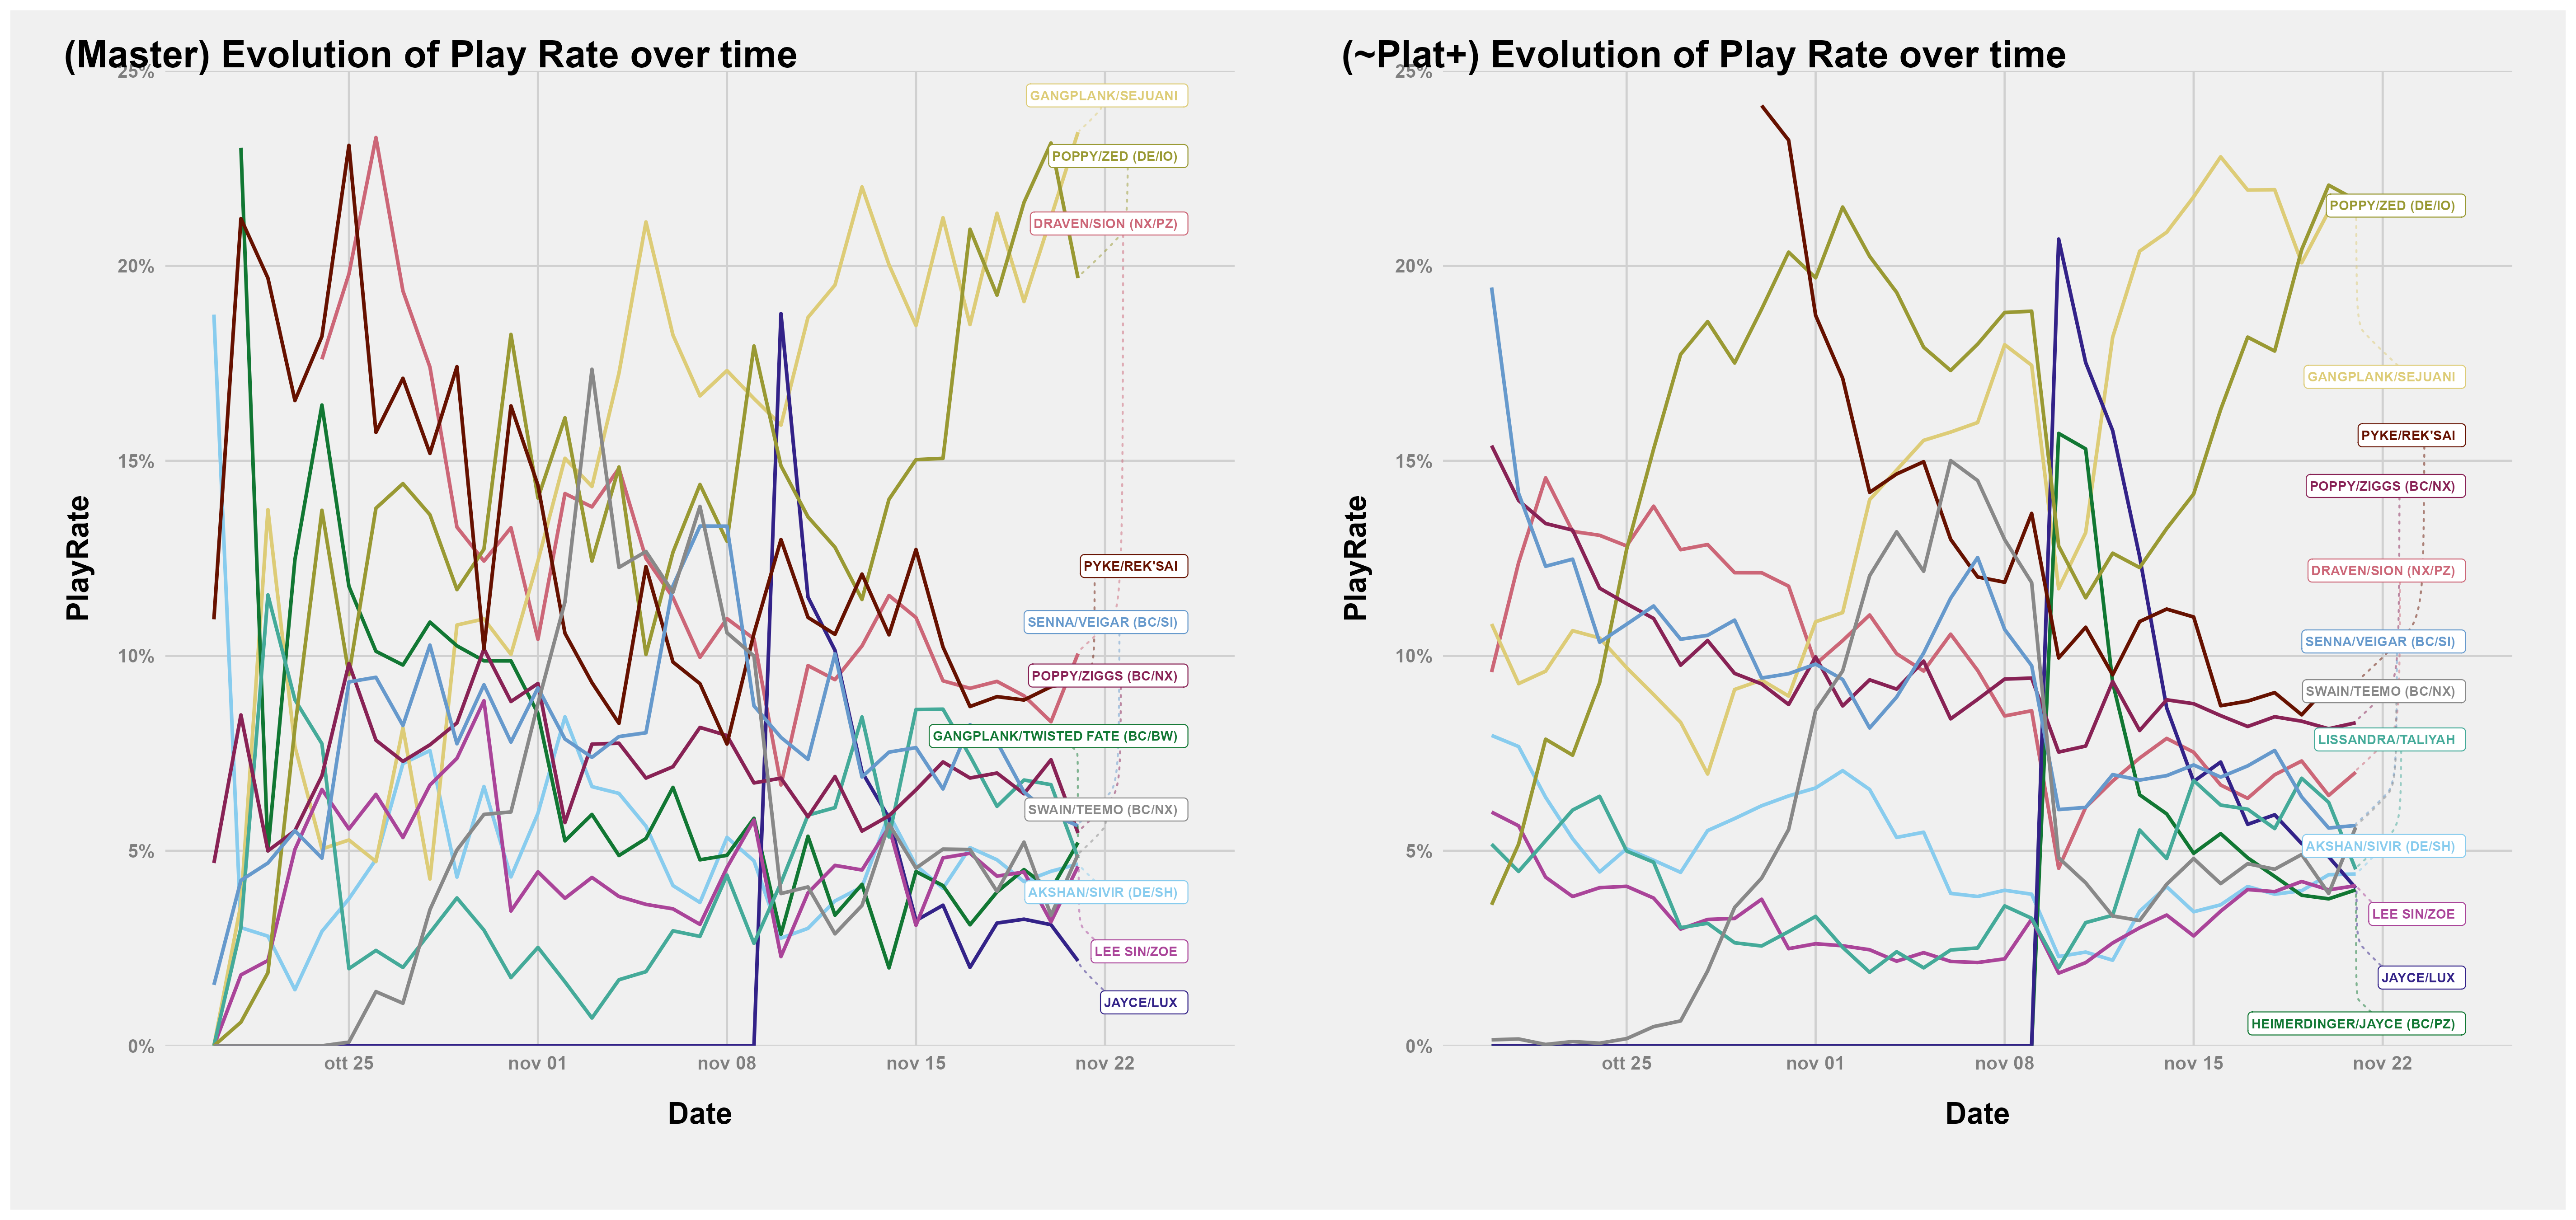 (Master) Evolution of Play Rate over time
25%
20%
15%
10%
5%
0%
PlayRate
GANGPLANK/SEJUANI
POPPY/ZED (DE/IO)
DRAVEN/SION (NX/PZ)
PYKE/REK'SAI
SENNA/VEIGAR (BC/SI)
POPPY/ZIGGS (BC/NX)
GANGPLANK/TWISTED FATE (BC/BW)
SWAIN/TEEMO (BC/NX)
AKSHAN/SIVIR (DE/SH)
LEE SIN/ZOE
JAYCE/LUX
ott 25
nov 01
nov 08
nov 15
nov 22
Date
(~Plat+) Evolution of Play Rate over time
25%
20%
15%
10%
5%
0%
PlayRate
POPPY/ZED (DE/IO)
GANGPLANK/SEJUANI
PYKE/REK'SAI
POPPY/ZIGGS (BC/NX)
DRAVEN/SION (NX/PZ)
SENNA/VEIGAR (BC/SI)
SWAIN/TEEMO (BC/NX)
LISSANDRA/TALIYAH
AKSHAN/SIVIR (DE/SH)
LEE SIN/ZOE
JAYCE/LUX
HEIMERDINGER/JAYCE (BC/PZ)
ott 25
nov 01
nov 08
nov 15
nov 22
Date